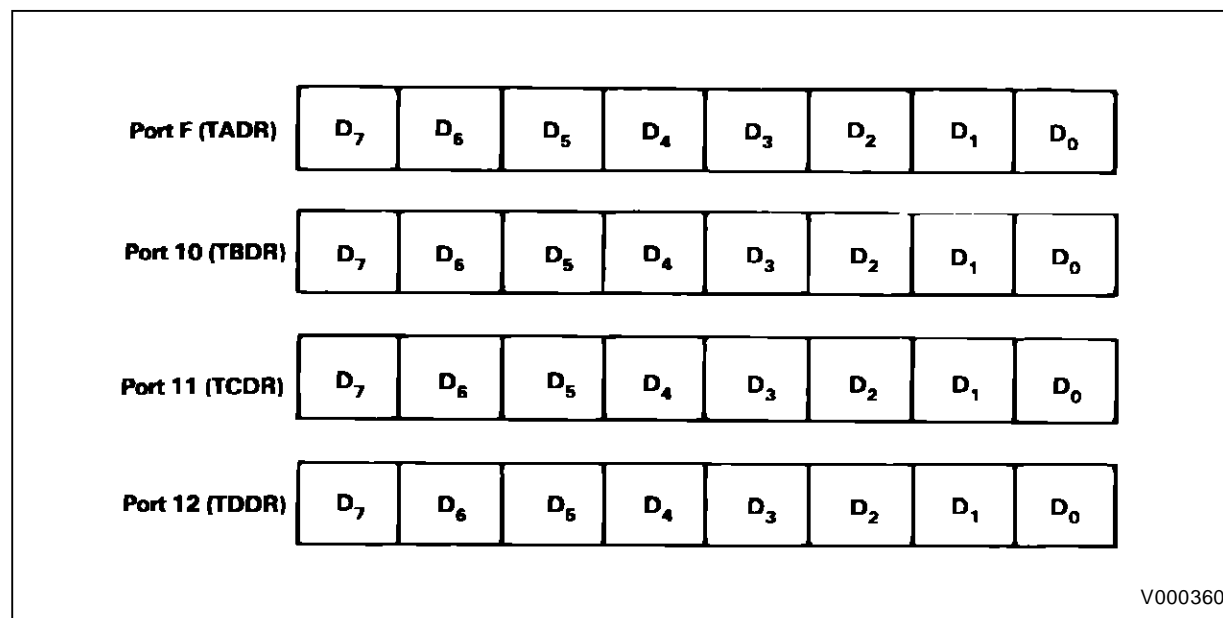 Port F (TADR) D7 D6 D5 D4 D3 D2 D1 D0
Port 10 (TBDR) D7 D6 D5 D4 D3 D2 D1 D0
Port 11 (TCDR) D7 D6 D5 D4 D3 D2 D1 D0
Port 12 (TDDR) D7 D6 D5 D4 D3 D2 D1 D0
V000360